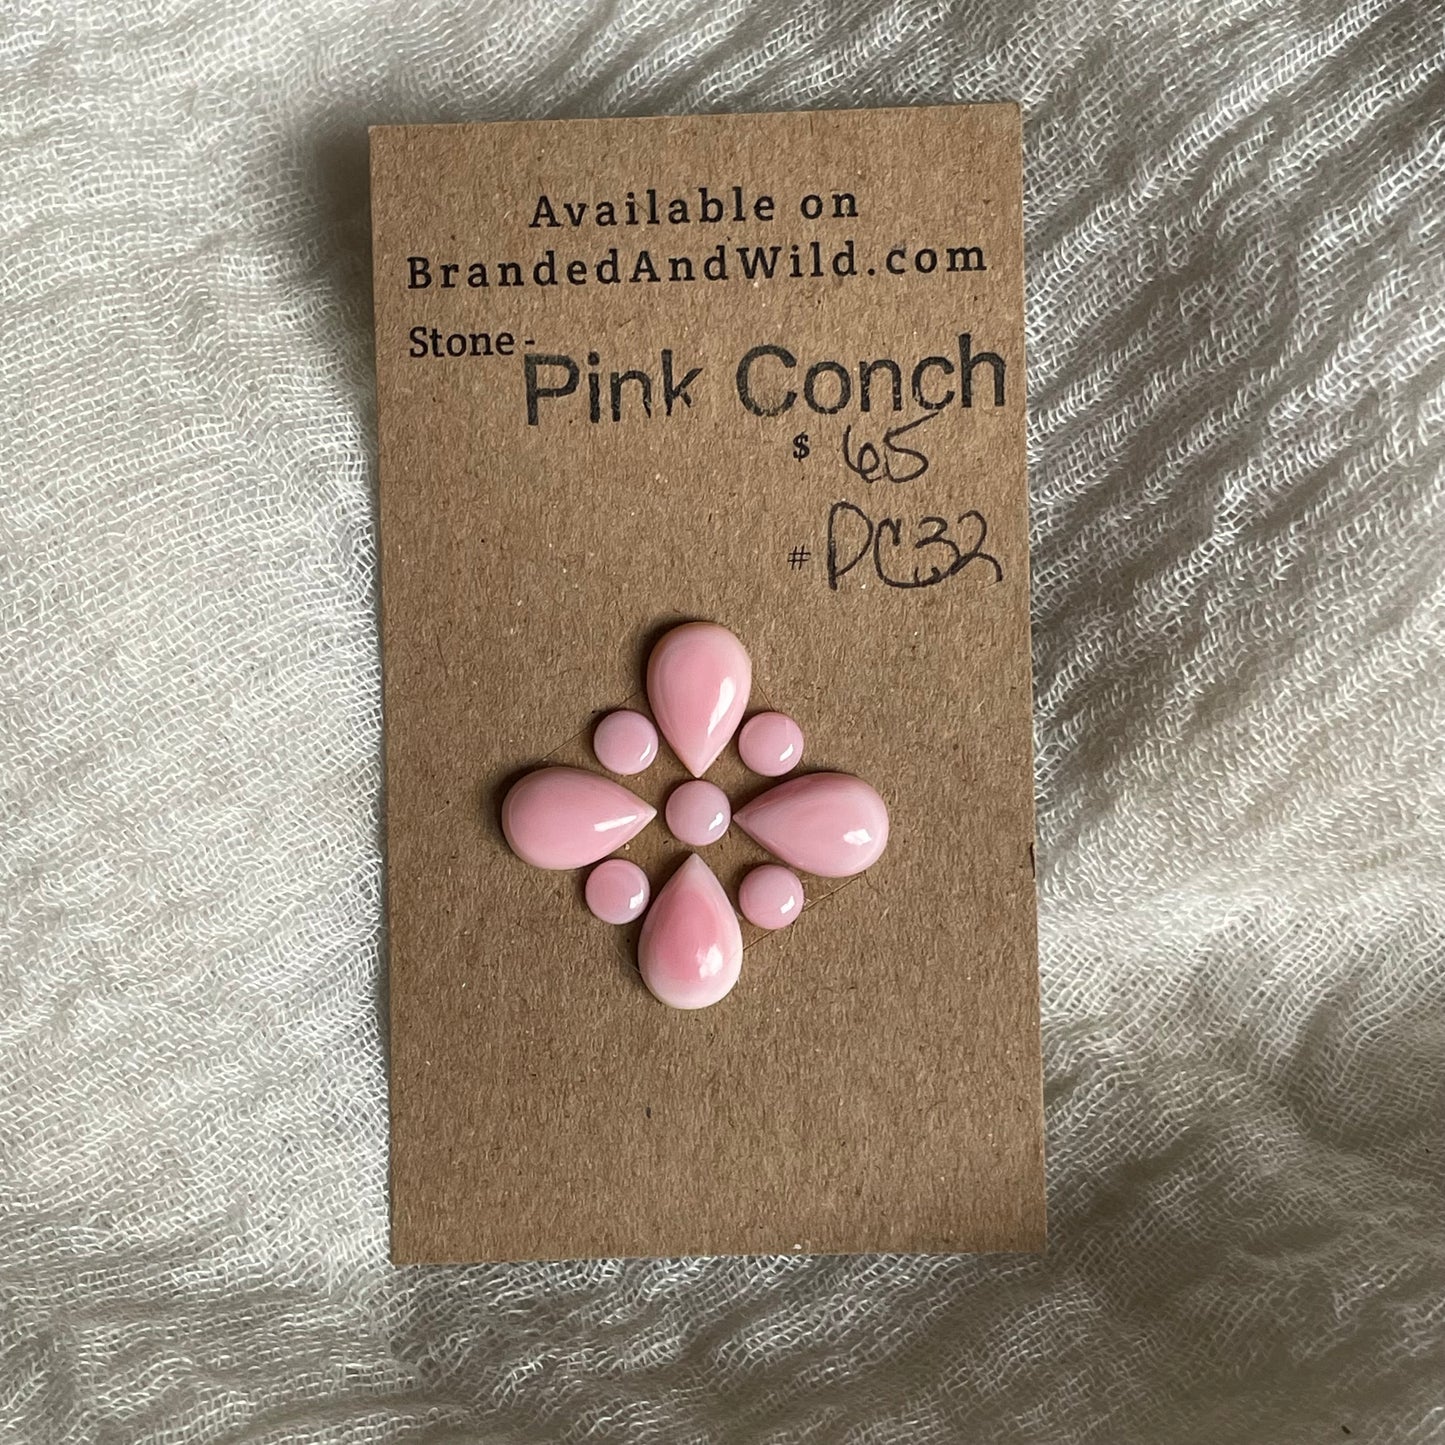 Available on
BrandedAndWild.com
Stone - Pink Conch
$ 65
# PC32